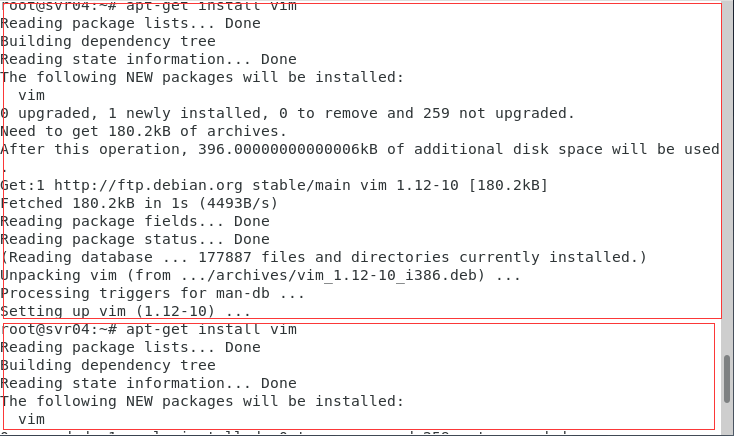 root@svr04:~# apt-get install vim
Reading package lists... Done
Building dependency tree
Reading state information... Done
The following NEW packages will be installed:
vim
0 upgraded, 1 newly installed, 0 to remove and 259 not upgraded.
Need to get 180.2kB of archives.
After this operation, 396.00000000000006kB of additional disk space will be used
.
Get:1 http://ftp.debian.org stable/main vim 1.12-10 [180.2kB]
Fetched 180.2kB in 1s (4493B/s)
Reading package fields... Done
Reading package status... Done
(Reading database ... 177887 files and directories currently installed.)
Unpacking vim (from .../archives/vim_1.12-10_i386.deb) ...
Processing triggers for man-db ...
Setting up vim (1.12-10) ...
root@svr04:~# apt-get install vim
Reading package lists... Done
Building dependency tree
Reading state information... Done
The following NEW packages will be installed:
vim